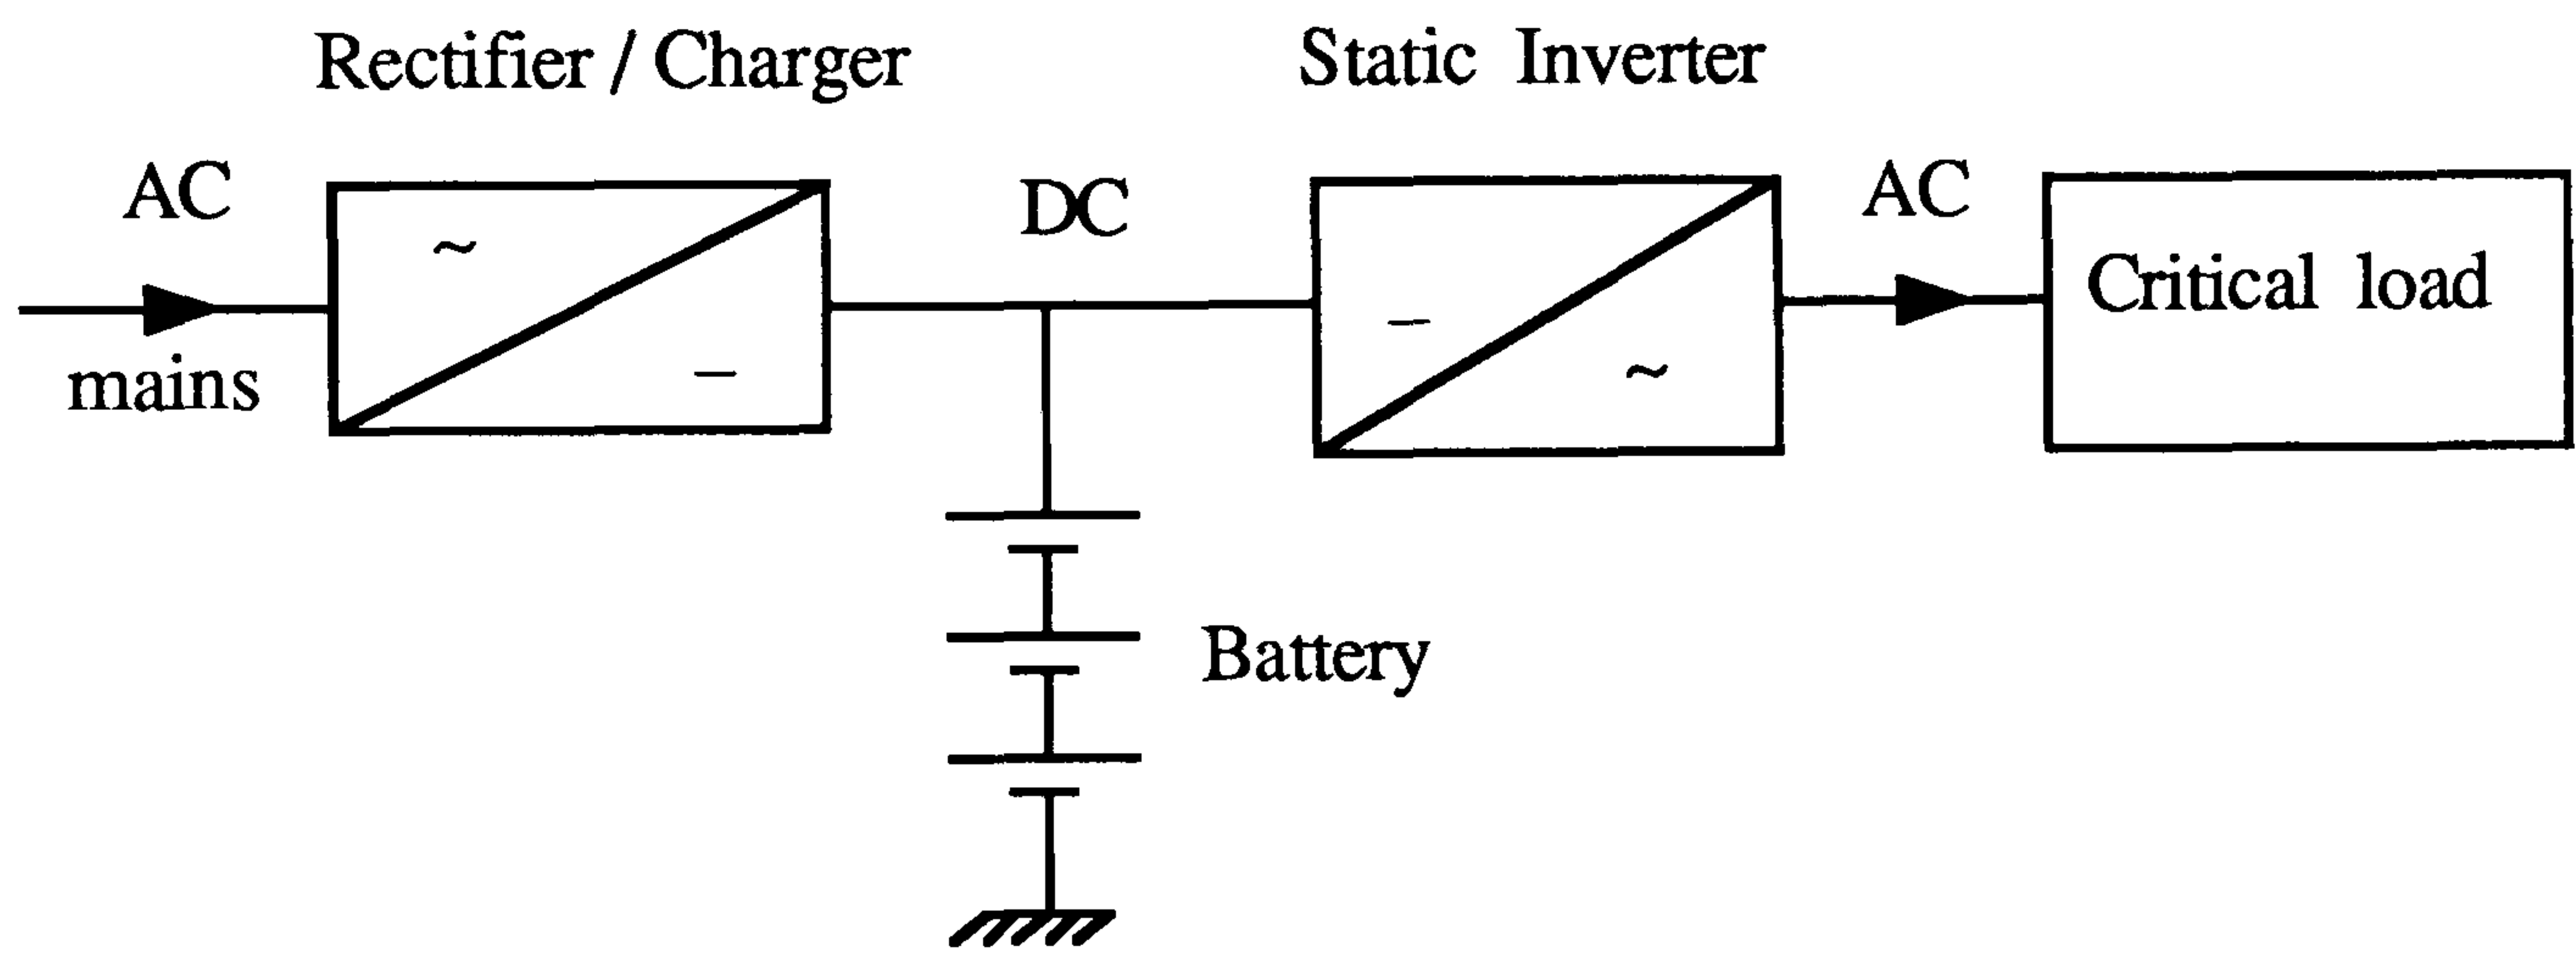 Rectifier / Charger
Static Inverter
AC
mains
~
–
DC
–
~
AC
Critical load
Battery